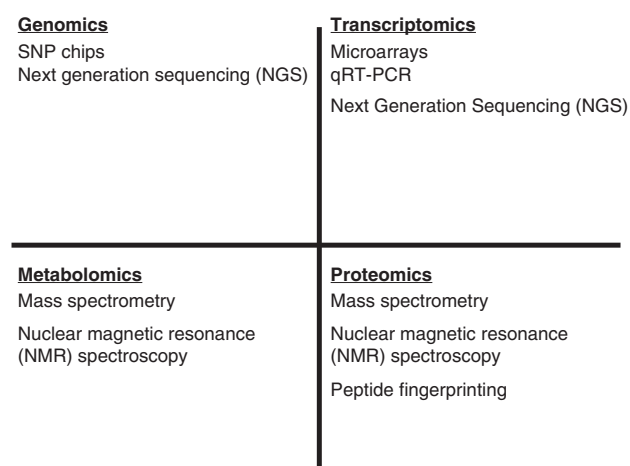 Genomics
SNP chips
Next generation sequencing (NGS)
Transcriptomics
Microarrays
qRT-PCR
Next Generation Sequencing (NGS)
Metabolomics
Mass spectrometry
Nuclear magnetic resonance
(NMR) spectroscopy
Proteomics
Mass spectrometry
Nuclear magnetic resonance
(NMR) spectroscopy
Peptide fingerprinting